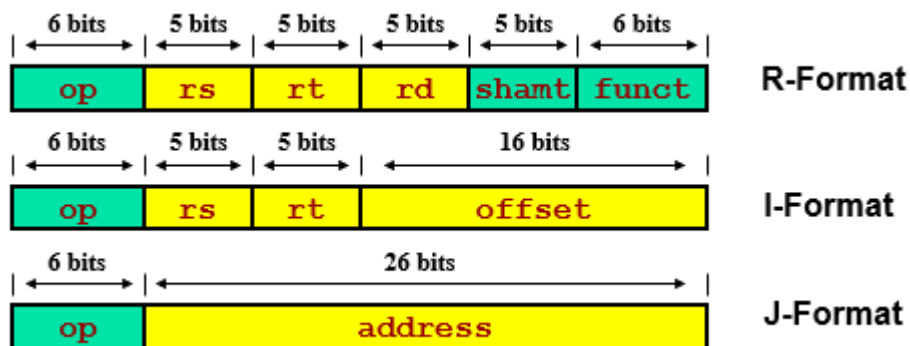 6 bits 5 bits 5 bits 5 bits 5 bits 6 bits
op rs rt rd shamt funct R-Format
6 bits 5 bits 5 bits 16 bits
op rs rt offset I-Format
6 bits 26 bits
op address J-Format